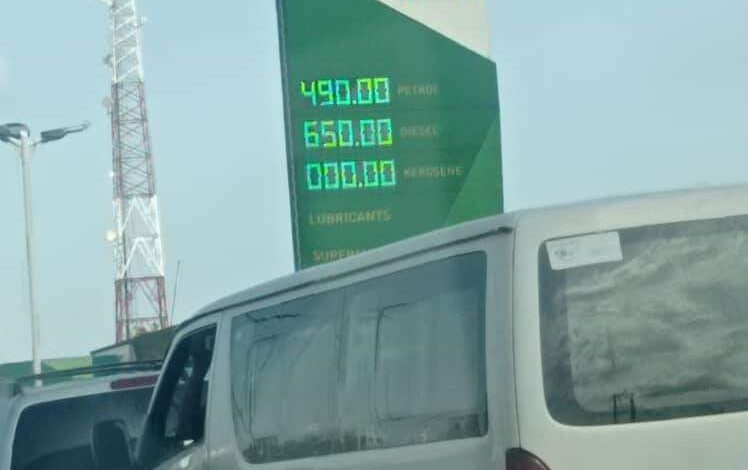 490.00 PETROL
650.00 DIESEL
000.00 KEROSENE
LUBRICANTS